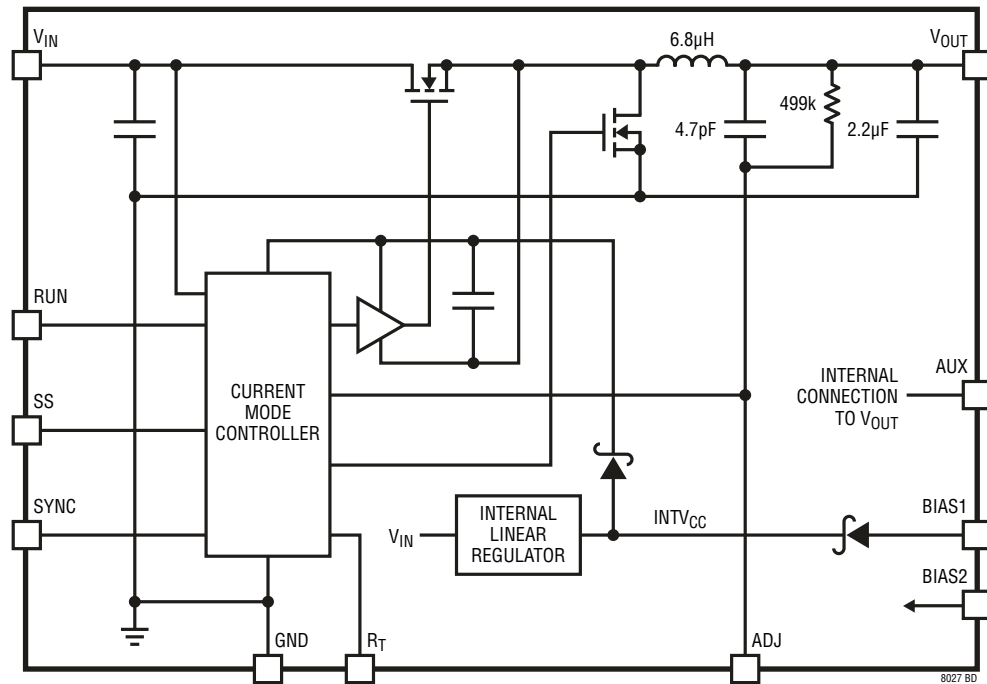 VIN
6.8µH
VOUT
499k
4.7pF
2.2µF
RUN
CURRENT
MODE
CONTROLLER
SS
INTERNAL
CONNECTION
TO VOUT
AUX
SYNC
VIN
INTERNAL
LINEAR
REGULATOR
INTVCC
BIAS1
BIAS2
GND
RT
ADJ
8027 BD